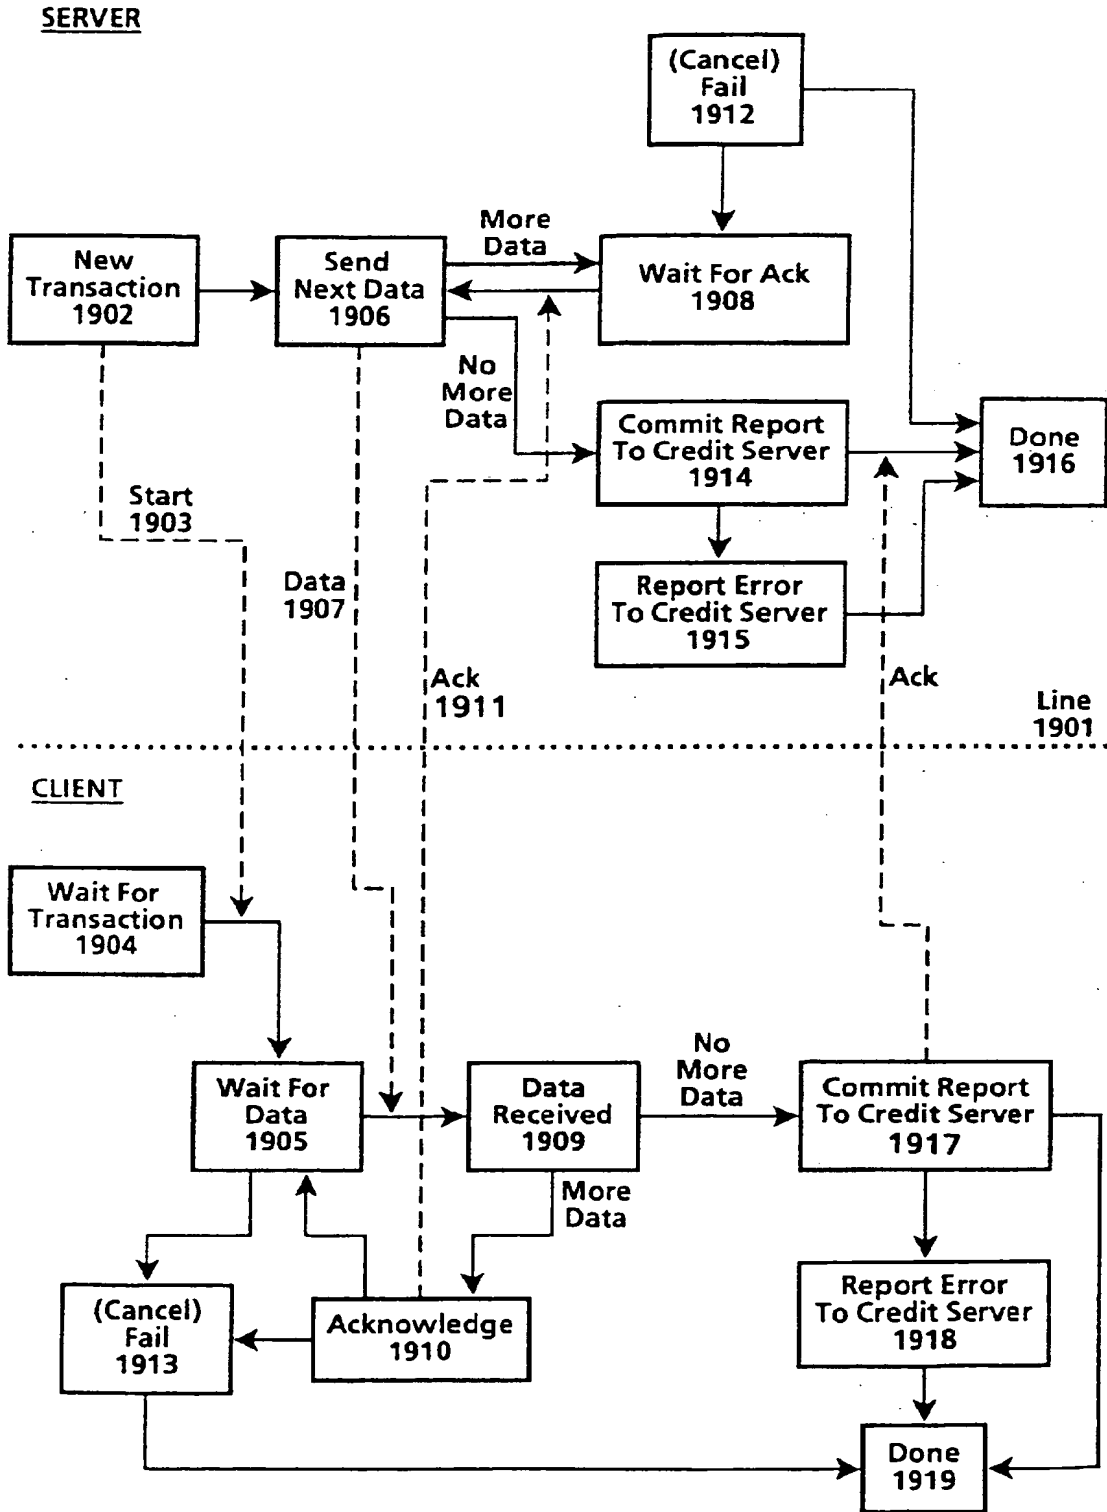 SERVER
(Cancel)
Fail
1912
More
Data
New
Transaction
1902
Send
Next Data
1906
Wait For Ack
1908
No
More
Data
Commit Report
To Credit Server
1914
Done
1916
Start
1903
Data
1907
Report Error
To Credit Server
1915
Ack
1911
Ack
Line
1901
CLIENT
Wait For
Transaction
1904
Wait For
Data
1905
Data
Received
1909
No
More
Data
Commit Report
To Credit Server
1917
More
Data
(Cancel)
Fail
1913
Acknowledge
1910
Report Error
To Credit Server
1918
Done
1919